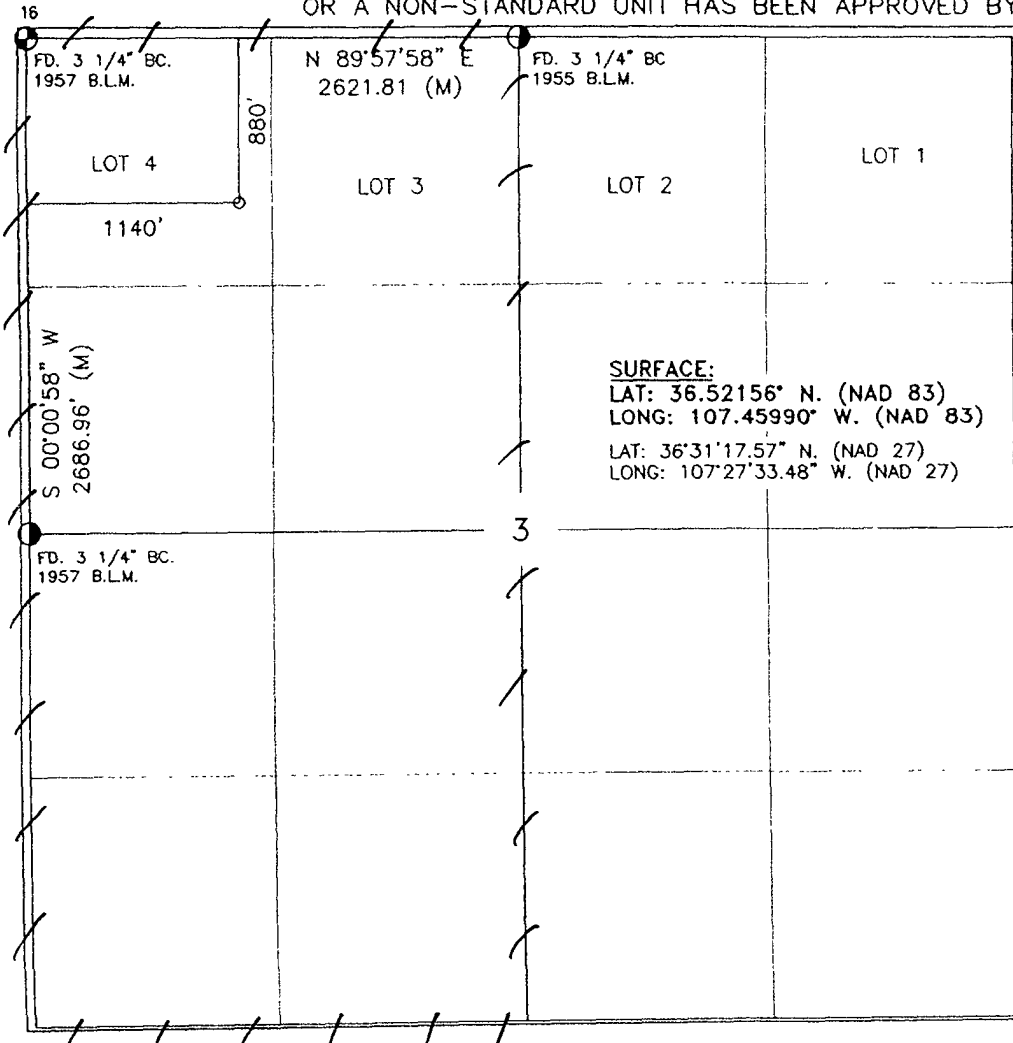 OR A NON-STANDARD UNIT HAS BEEN APPROVED BY
16
FD. 3 1/4" BC.
1957 B.L.M.
N 89°57'58" E
2621.81 (M)
FD. 3 1/4" BC
1955 B.L.M.
880'
LOT 4
LOT 3
LOT 2
LOT 1
1140'
S 00°00'58" W
2686.96' (M)
SURFACE:
LAT: 36.52156° N. (NAD 83)
LONG: 107.45990° W. (NAD 83)
LAT: 36°31'17.57" N. (NAD 27)
LONG: 107°27'33.48" W. (NAD 27)
3
FD. 3 1/4" BC.
1957 B.L.M.